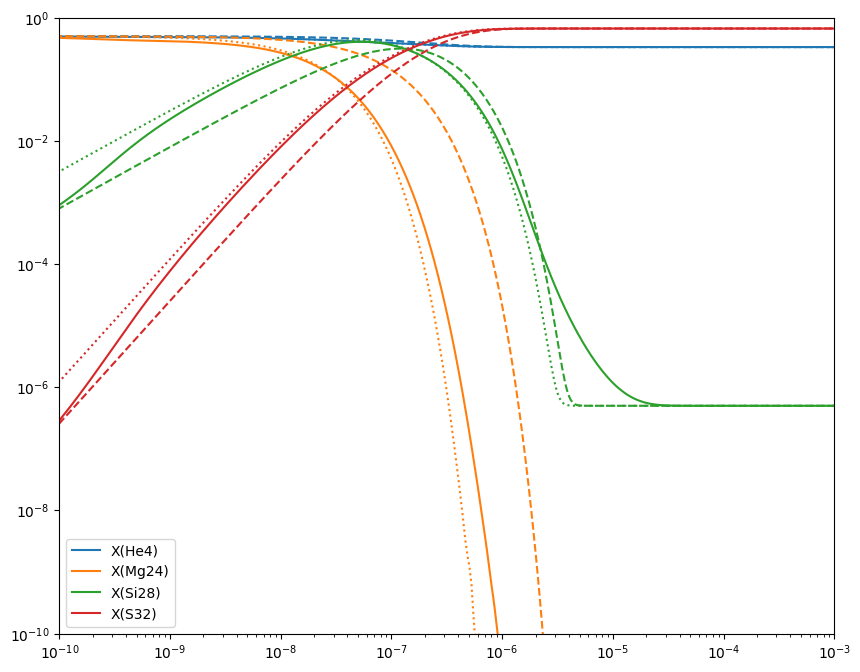 10⁰
10⁻²
10⁻⁴
10⁻⁶
10⁻⁸
10⁻¹⁰
X(He4)
X(Mg24)
X(Si28)
X(S32)
10⁻¹⁰ 10⁻⁹ 10⁻⁸ 10⁻⁷ 10⁻⁶ 10⁻⁵ 10⁻⁴ 10⁻³